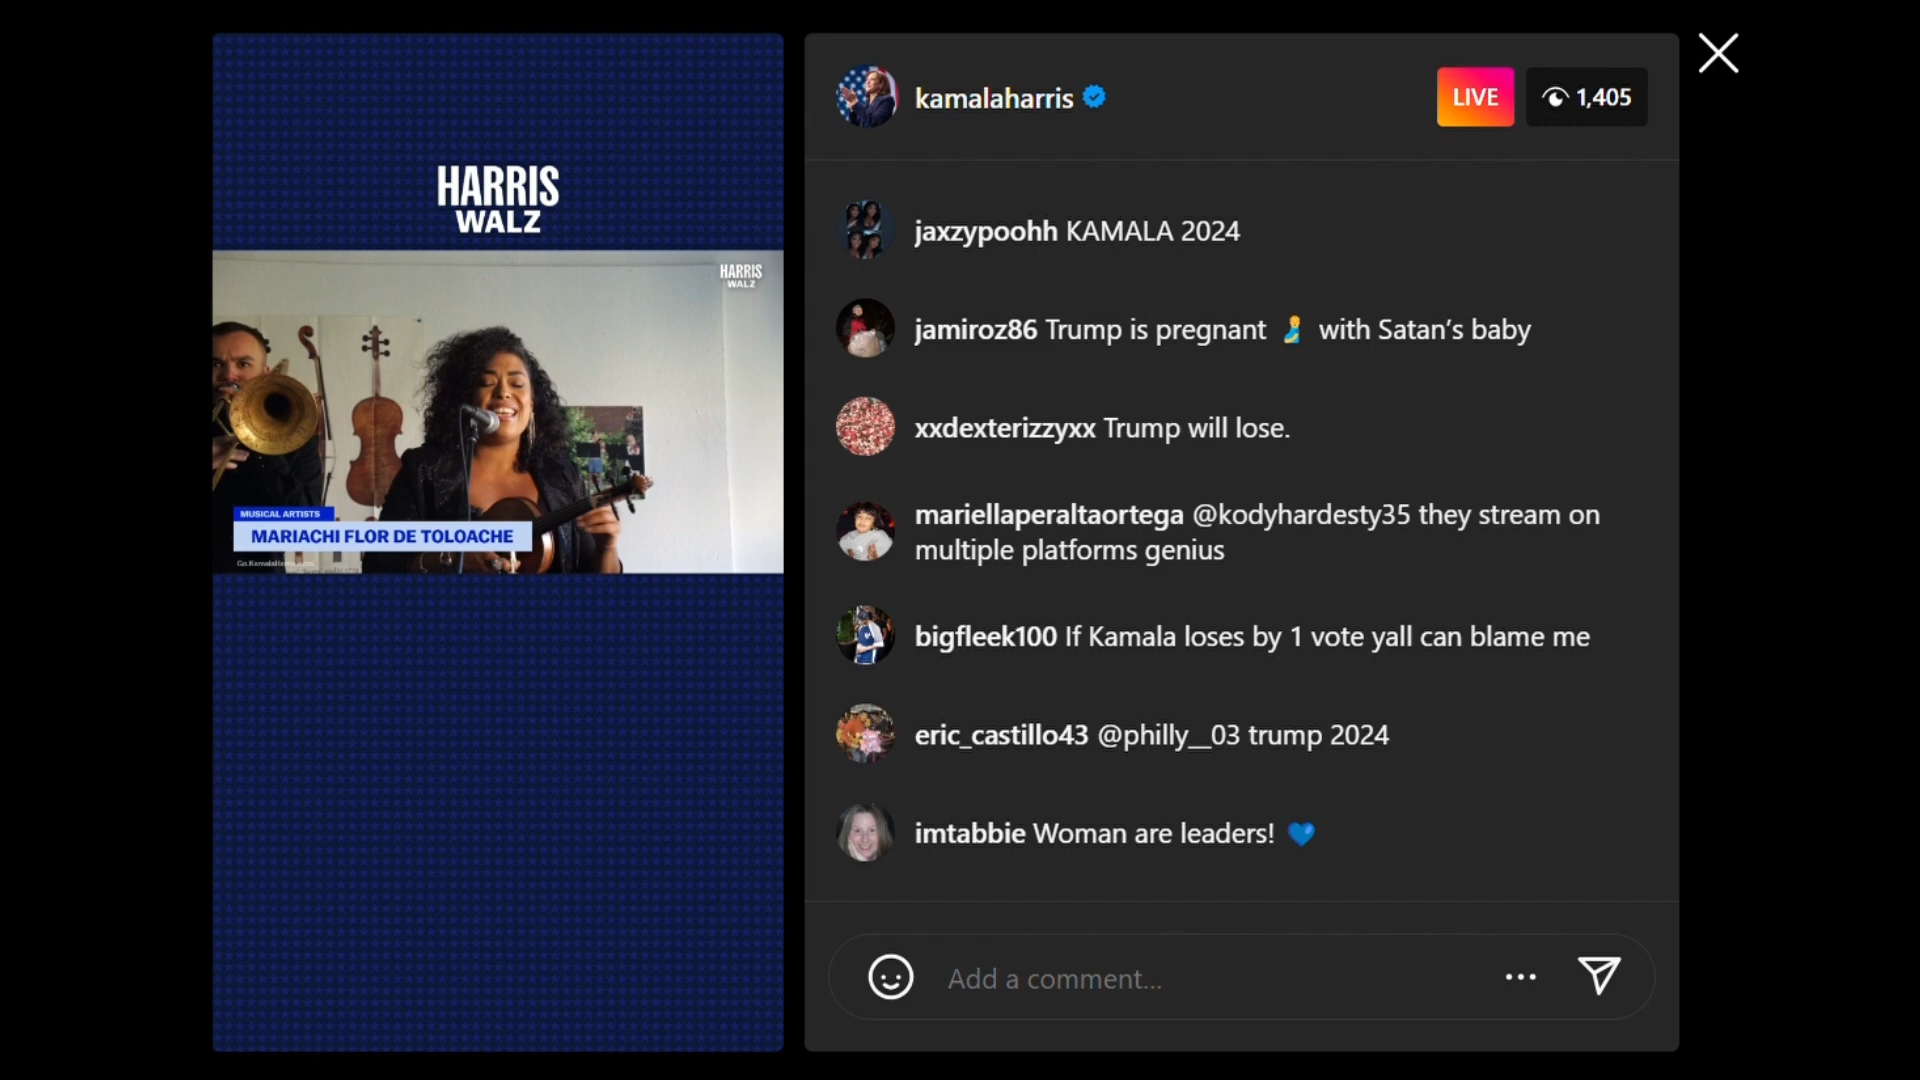 HARRIS
WALZ
HARRIS
WALZ
MUSICAL ARTISTS
MARIACHI FLOR DE TOLOACHE
Go.KamalaHarris.com
kamalaharris
LIVE
1,405
jaxzypoohh KAMALA 2024
jamiroz86 Trump is pregnant 🫃 with Satan’s baby
xxdexterizzyxx Trump will lose.
mariellaperaltaortega @kodyhardesty35 they stream on
multiple platforms genius
bigfleek100 If Kamala loses by 1 vote yall can blame me
eric_castillo43 @philly__03 trump 2024
imtabbie Woman are leaders! 💙
Add a comment...